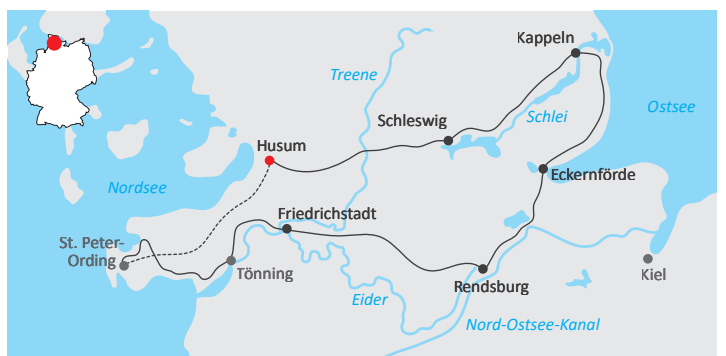 Kappeln
Treene
Ostsee
Schleswig
Schlei
Husum
Eckernförde
Nordsee
Friedrichstadt
St. Peter-
Ording
Tönning
Kiel
Rendsburg
Eider
Nord-Ostsee-Kanal